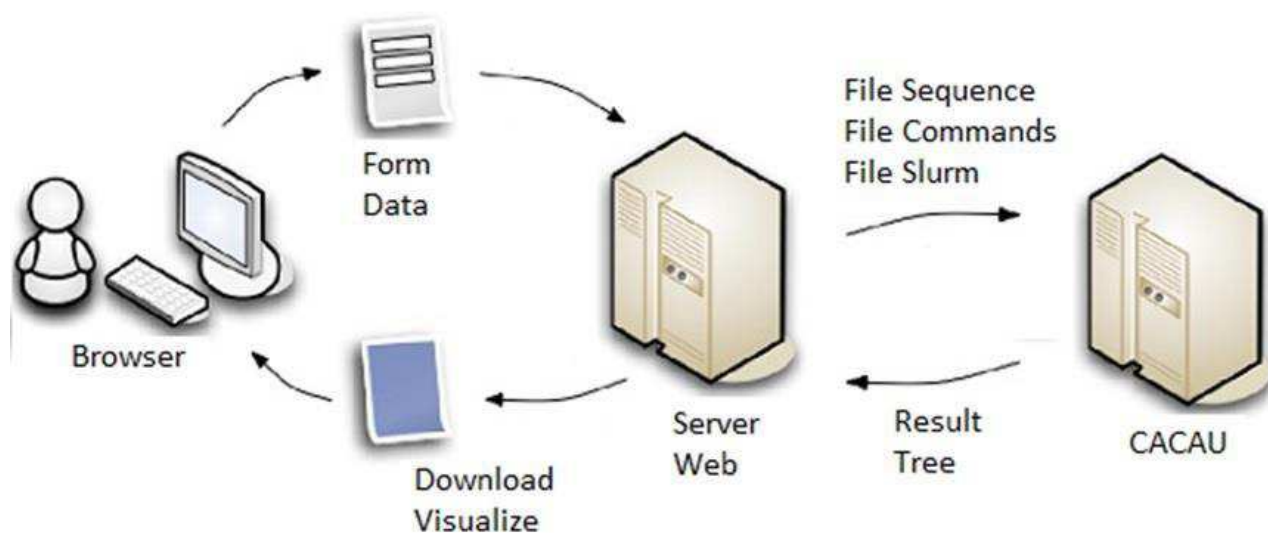 Form
Data
File Sequence
File Commands
File Slurm
Browser
Server
Web
Result
Tree
CACAU
Download
Visualize